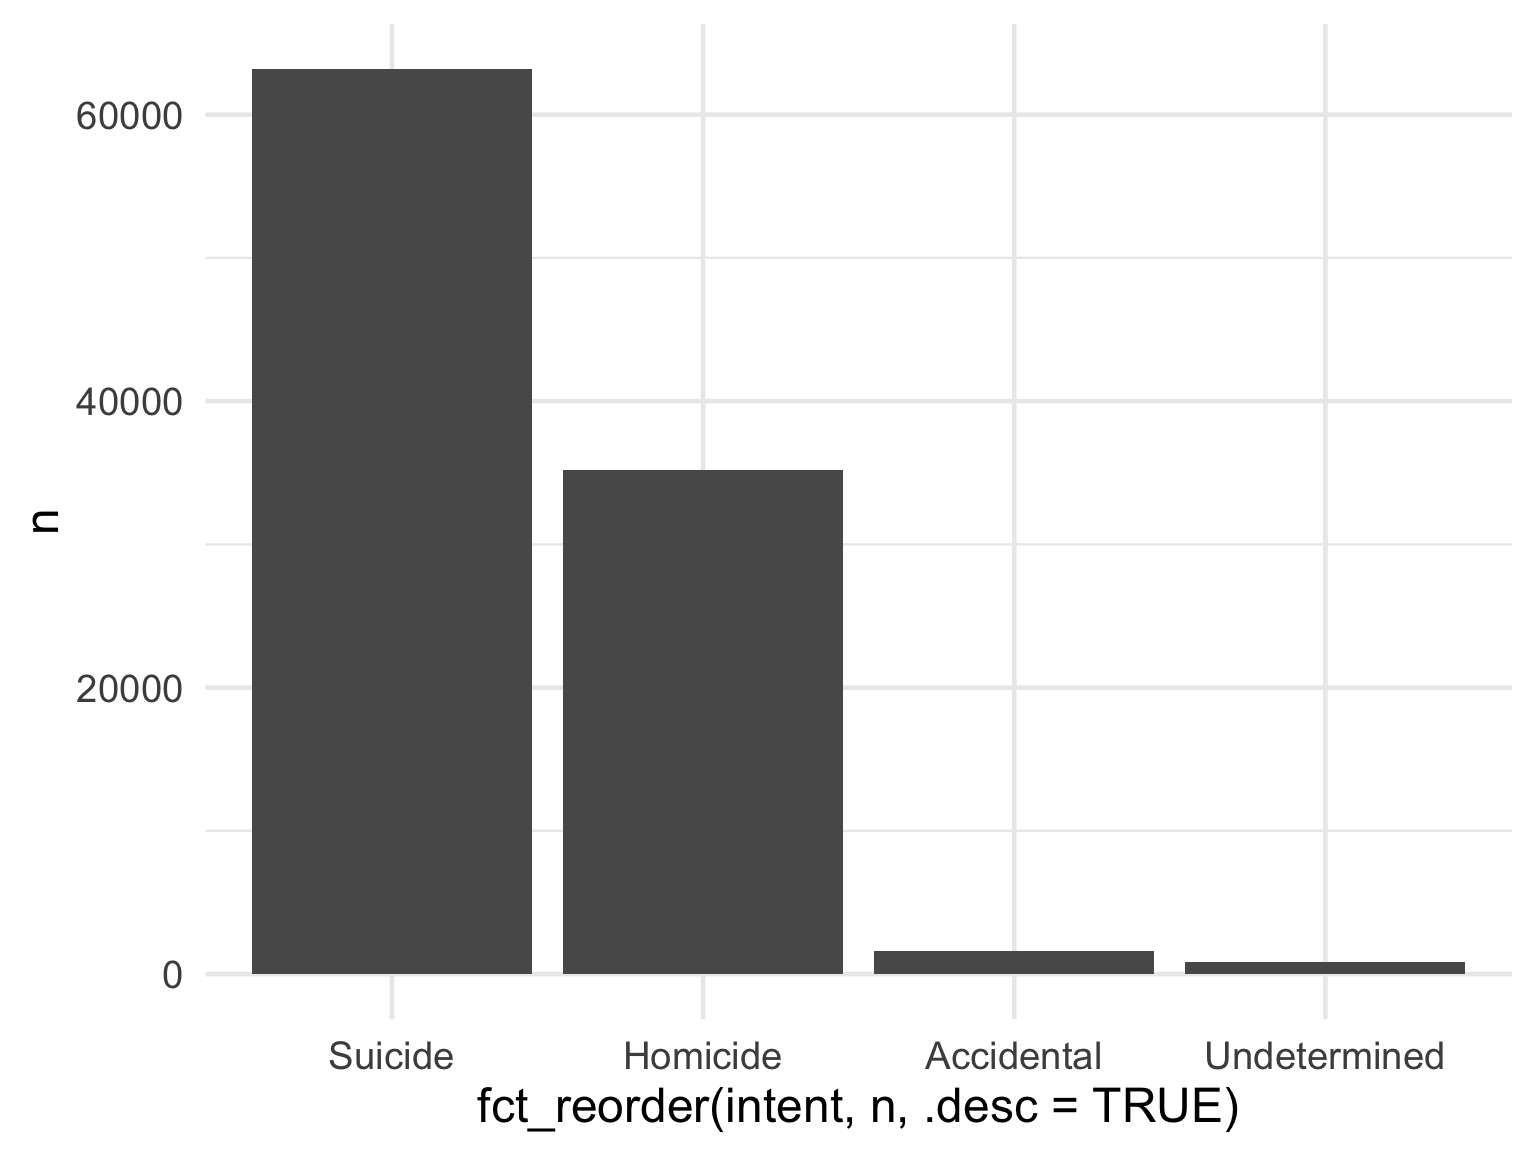 60000
40000
20000
0
n
Suicide Homicide Accidental Undetermined
fct_reorder(intent, n, .desc = TRUE)